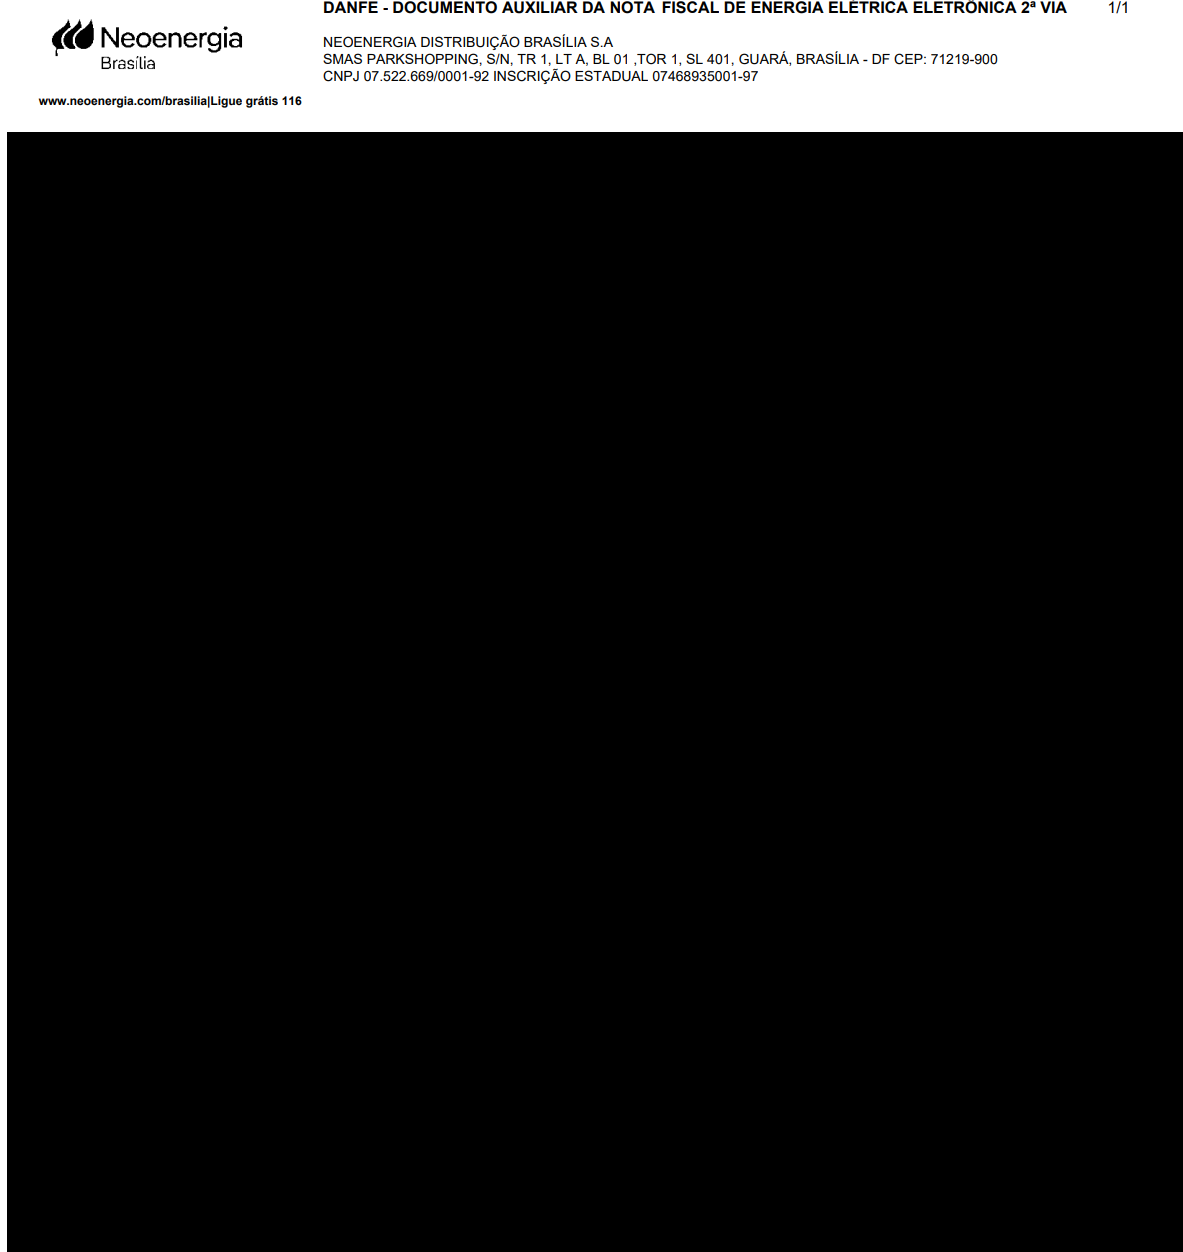 DANFE - DOCUMENTO AUXILIAR DA NOTA FISCAL DE ENERGIA ELÉTRICA ELETRÔNICA 2ª VIA 1/1
Neoenergia
Brasília
NEOENERGIA DISTRIBUIÇÃO BRASÍLIA S.A
SMAS PARKSHOPPING, S/N, TR 1, LT A, BL 01 ,TOR 1, SL 401, GUARÁ, BRASÍLIA - DF CEP: 71219-900
CNPJ 07.522.669/0001-92 INSCRIÇÃO ESTADUAL 07468935001-97
www.neoenergia.com/brasilia|Ligue grátis 116